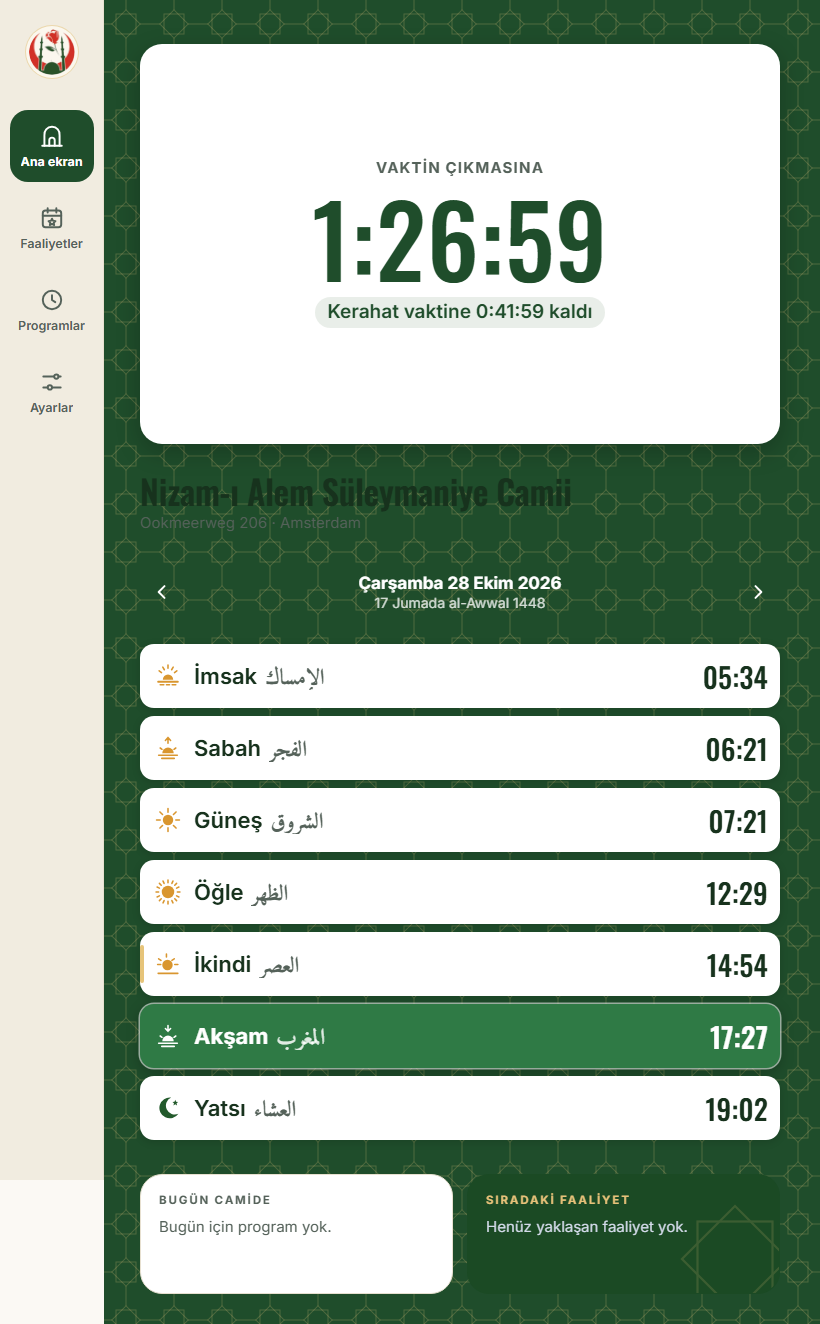 Ana ekran
Faaliyetler
Programlar
Ayarlar
VAKTİN ÇIKMASINA
1:26:59
Kerahat vaktine 0:41:59 kaldı
Nizam-ı Alem Süleymaniye Camii
Ookmeerweg 206 · Amsterdam
Çarşamba 28 Ekim 2026
17 Jumada al-Awwal 1448
İmsak الإمساك 05:34
Sabah الفجر 06:21
Güneş الشروق 07:21
Öğle الظهر 12:29
İkindi العصر 14:54
Akşam المغرب 17:27
Yatsı العشاء 19:02
BUGÜN CAMİDE
Bugün için program yok.
SIRADAKİ FAALİYET
Henüz yaklaşan faaliyet yok.